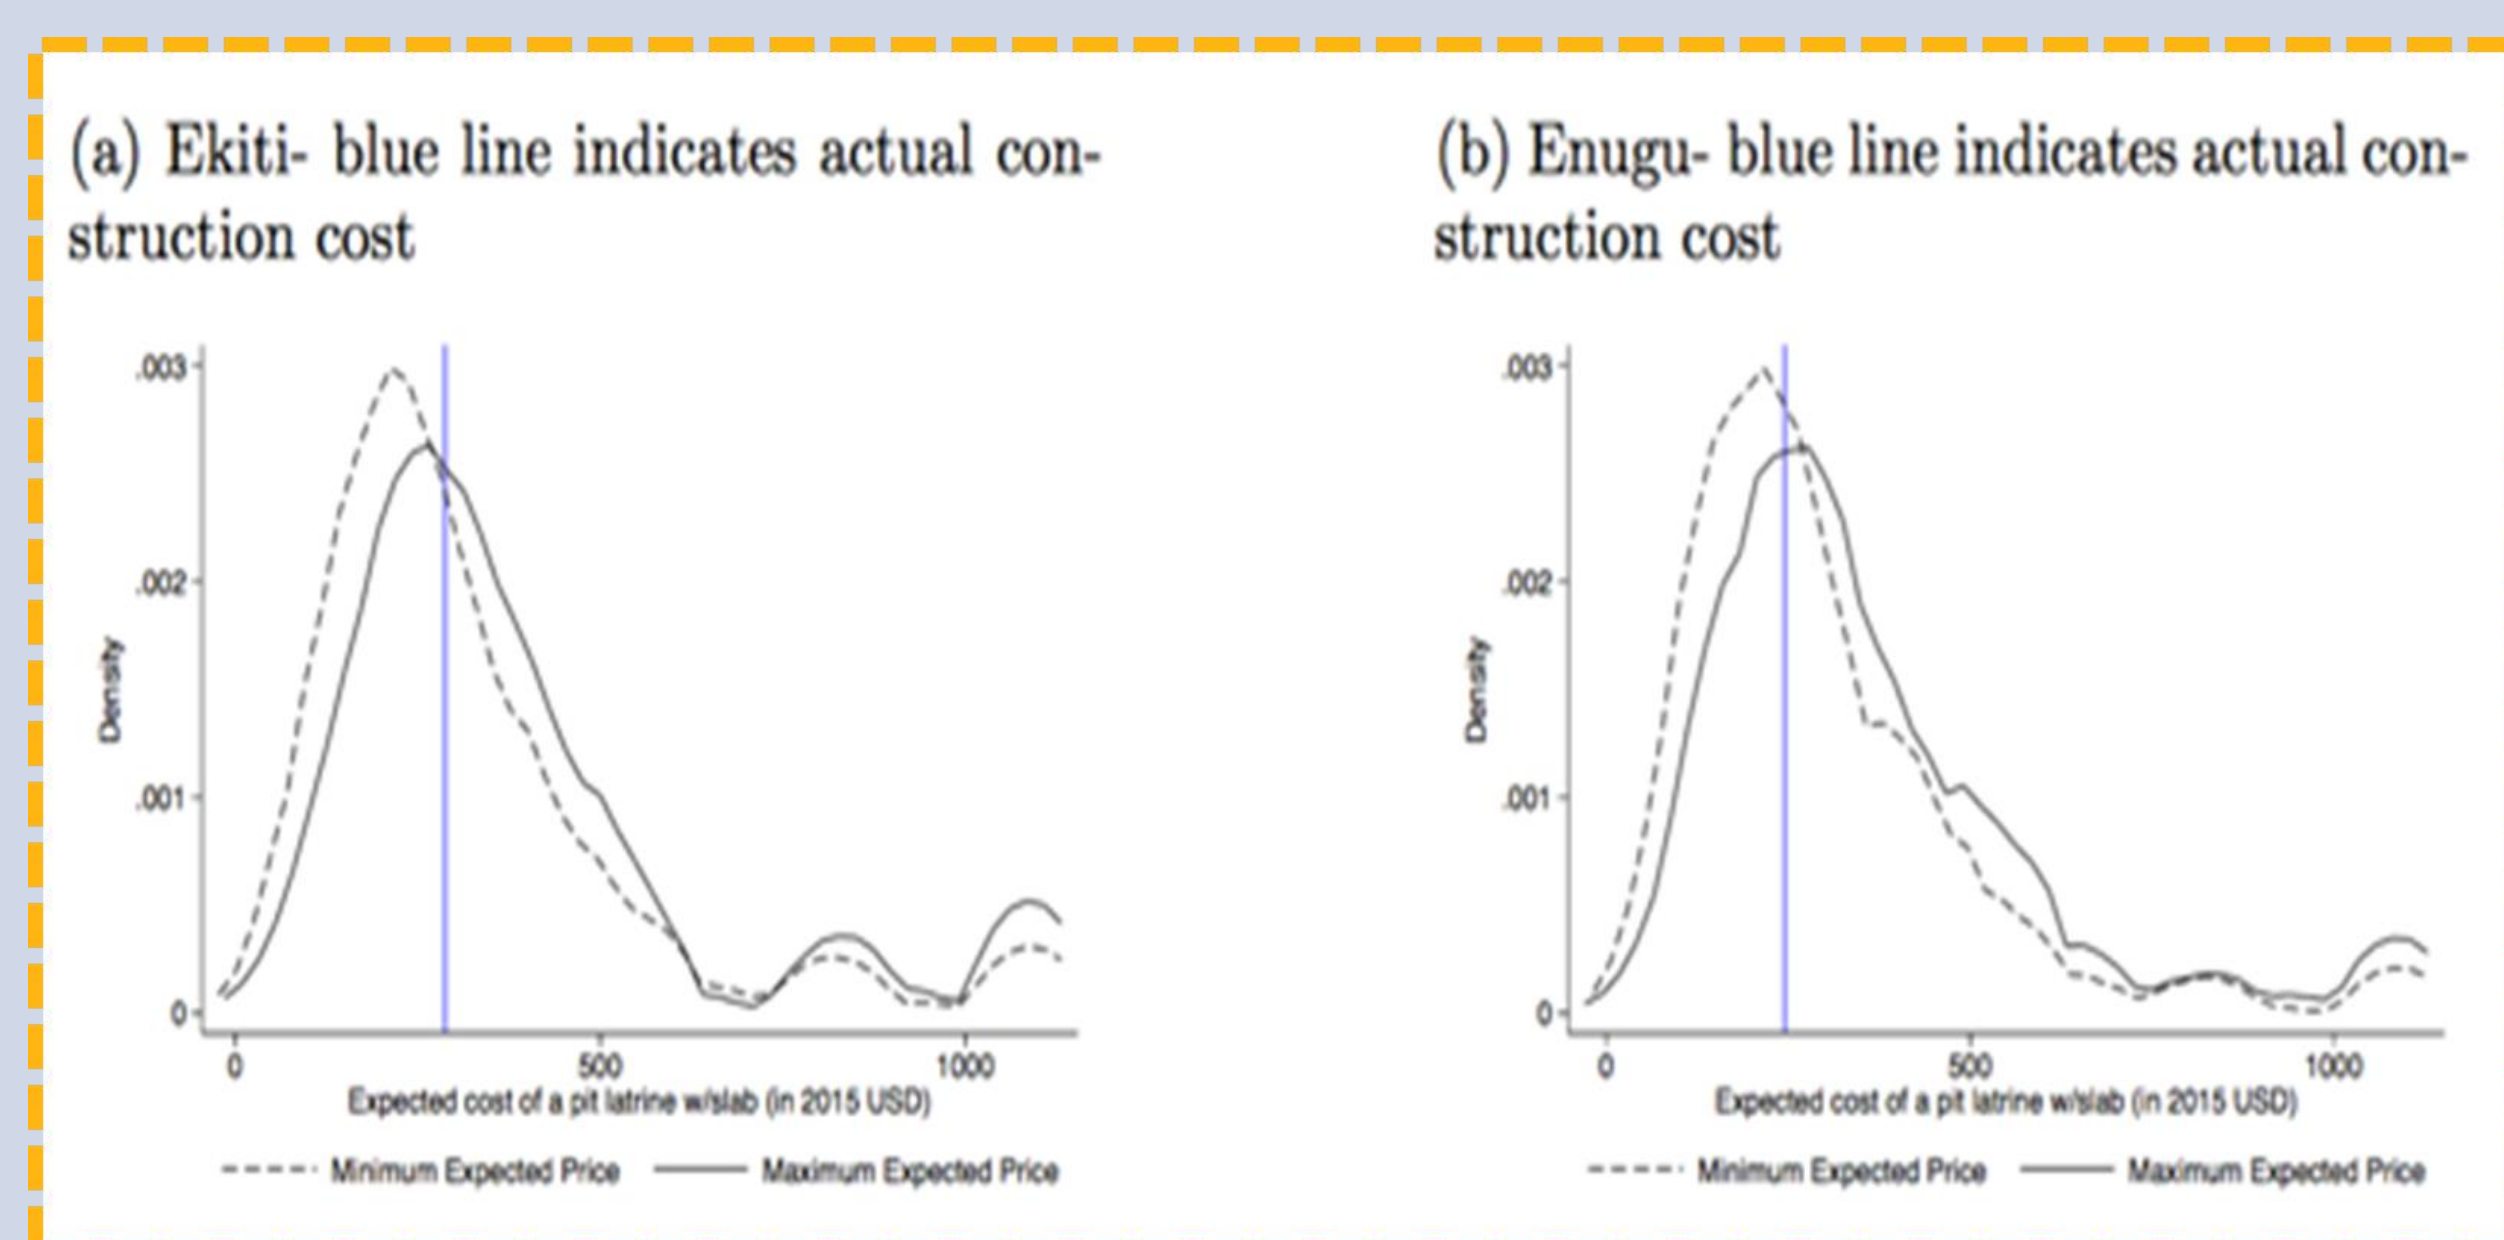 (a) Ekiti- blue line indicates actual con-
struction cost
.003
.002
.001
0
Density
0 500 1000
Expected cost of a pit latrine w/slab (in 2015 USD)
Minimum Expected Price Maximum Expected Price
(b) Enugu- blue line indicates actual con-
struction cost
.003
.002
.001
0
Density
0 500 1000
Expected cost of a pit latrine w/slab (in 2015 USD)
Minimum Expected Price Maximum Expected Price